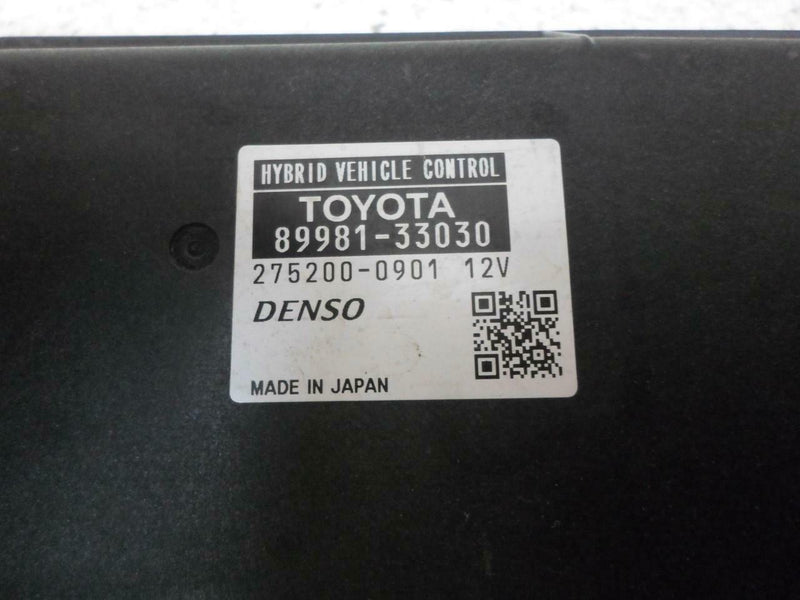 HYBRID VEHICLE CONTROL
TOYOTA
89981-33030
275200-0901 12V
DENSO
MADE IN JAPAN